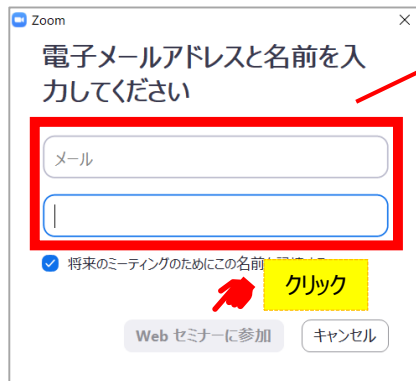 Zoom
電子メールアドレスと名前を入
力してください
メール
将来のミーティングのためにこの名前
クリック
Web セミナーに参加
キャンセル